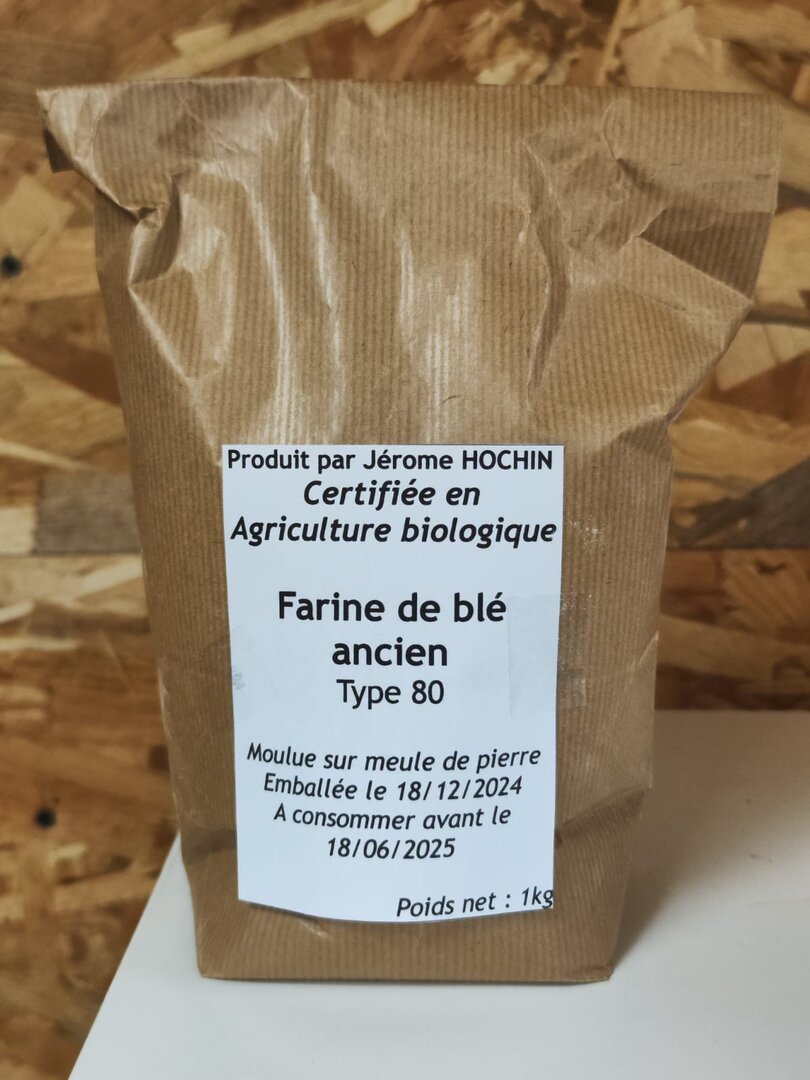 Produit par Jérome HOCHIN
Certifiée en
Agriculture biologique
Farine de blé
ancien
Type 80
Moulue sur meule de pierre
Emballée le 18/12/2024
A consommer avant le
18/06/2025
Poids net : 1kg